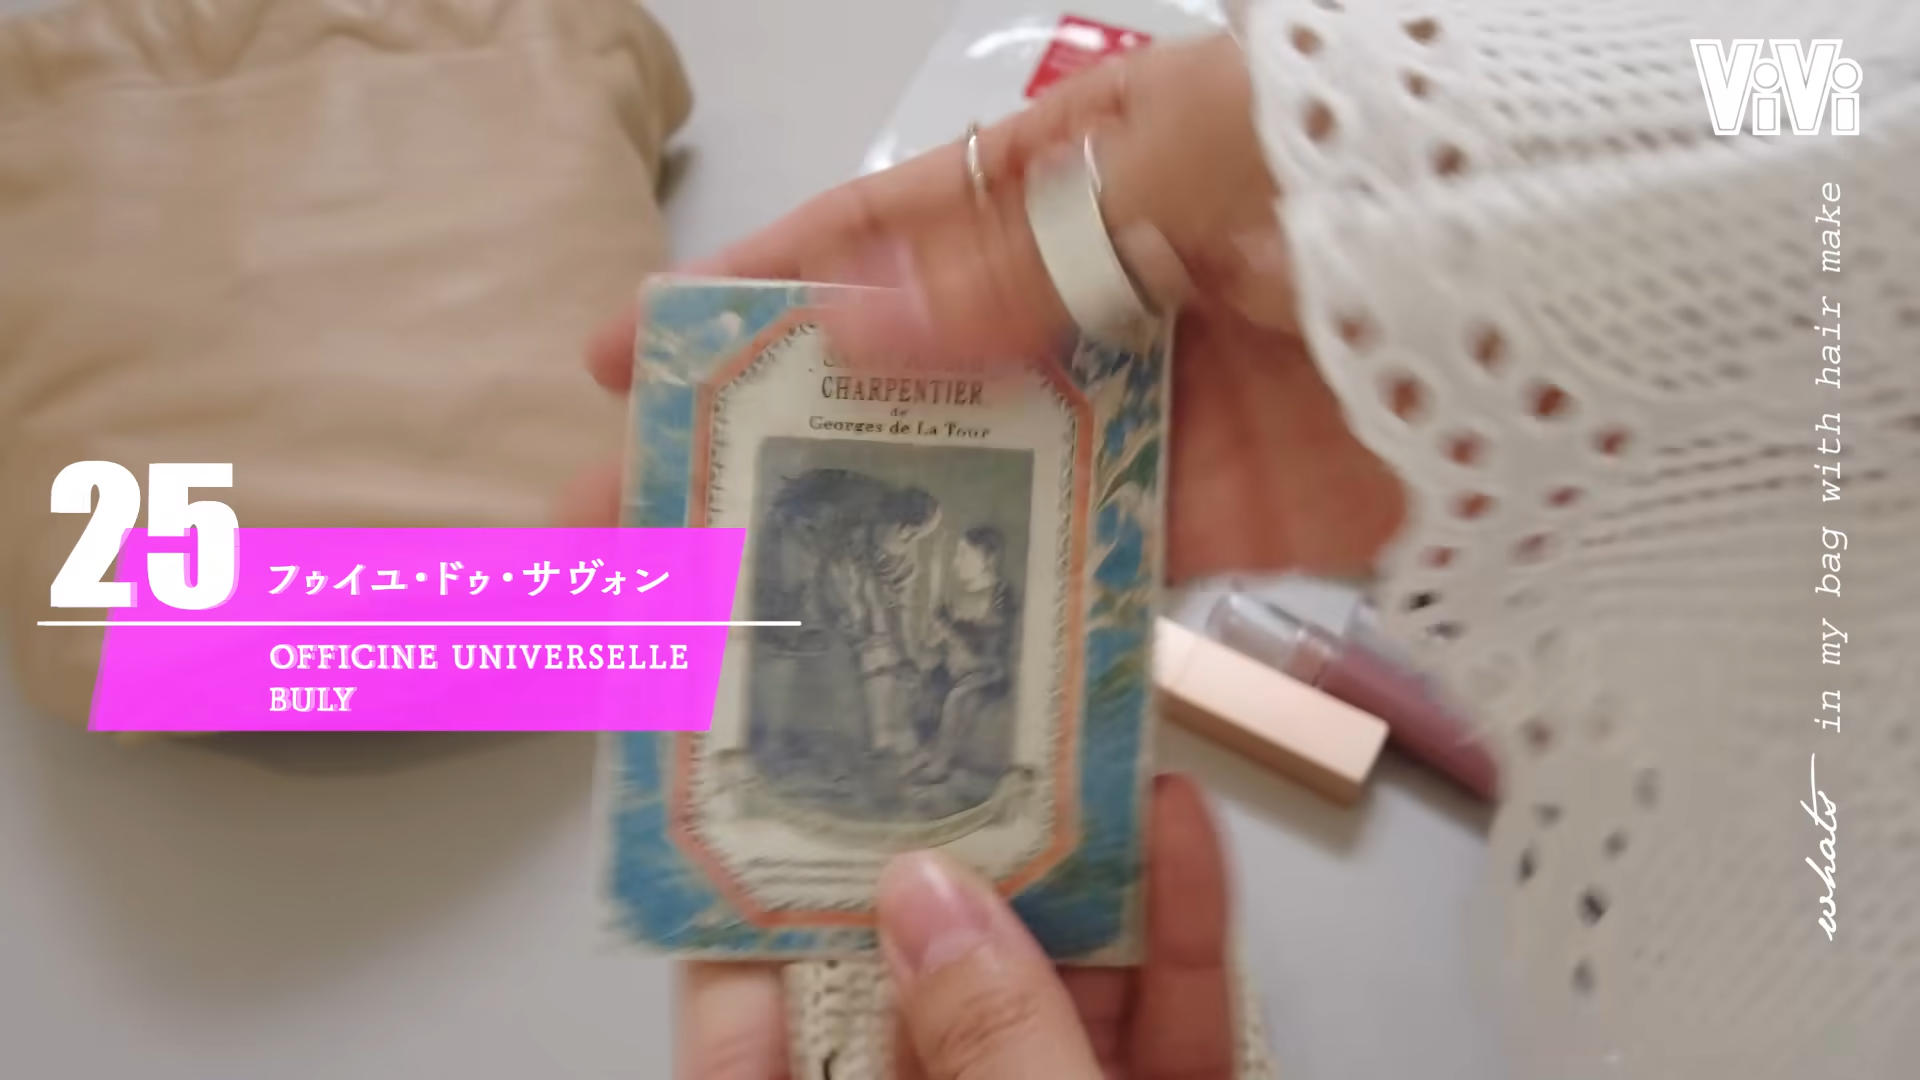 ViVi
whats in my bag with hair make
CHARPENTIER
de
Georges de La Tour
25
フゥイユ・ドゥ・サヴォン
OFFICINE UNIVERSELLE
BULY